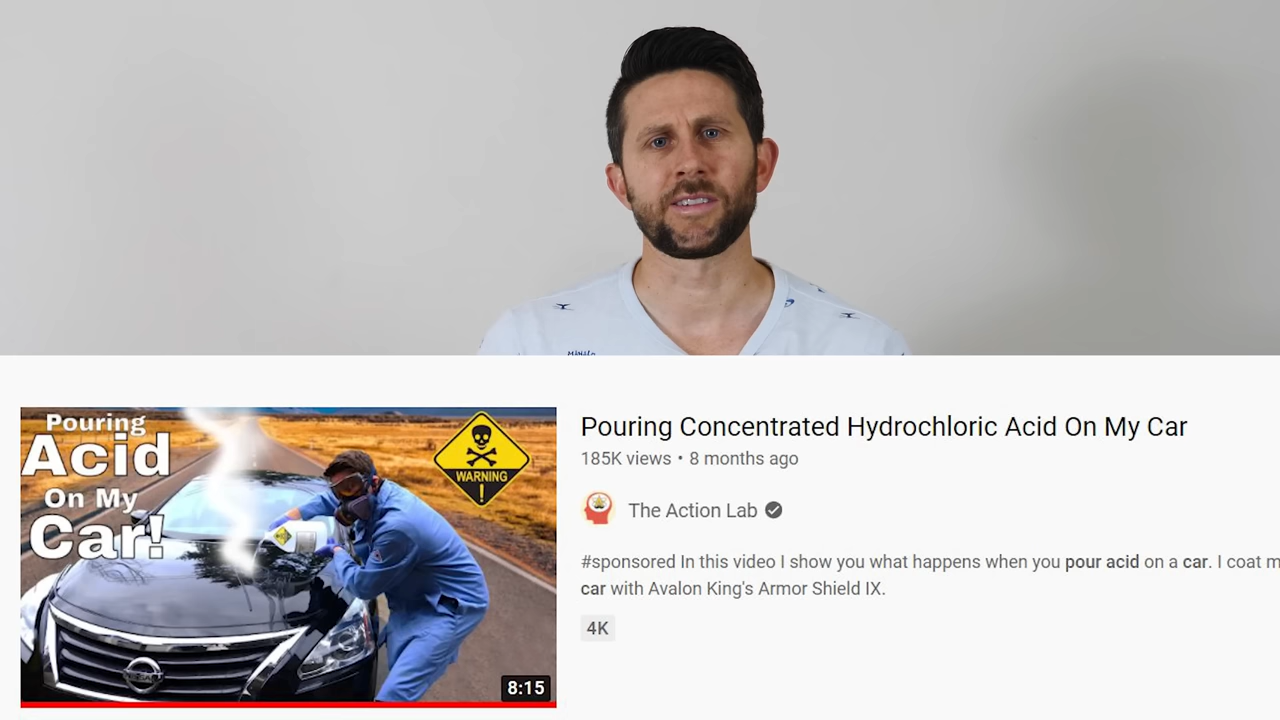 Pouring
Acid
On My
Car!
WARNING
!
8:15
Pouring Concentrated Hydrochloric Acid On My Car
185K views • 8 months ago
The Action Lab
#sponsored In this video I show you what happens when you pour acid on a car. I coat m
car with Avalon King's Armor Shield IX.
4K